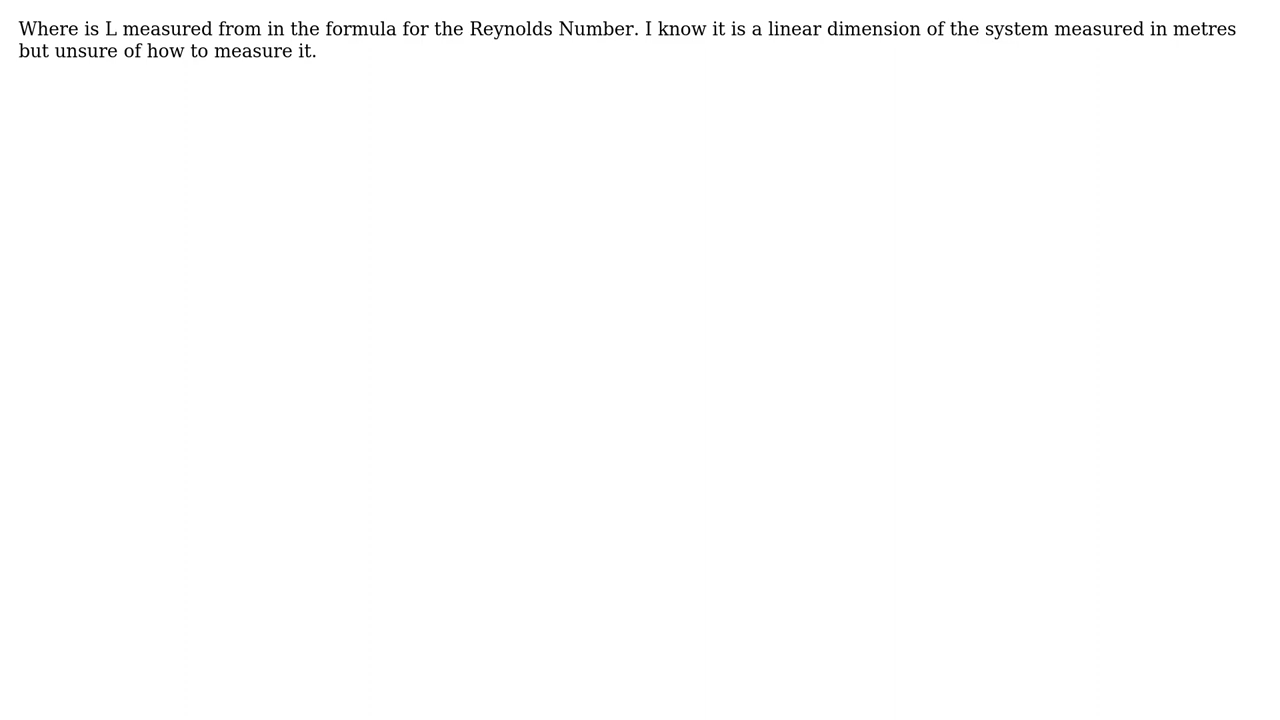 Where is L measured from in the formula for the Reynolds Number. I know it is a linear dimension of the system measured in metres
but unsure of how to measure it.